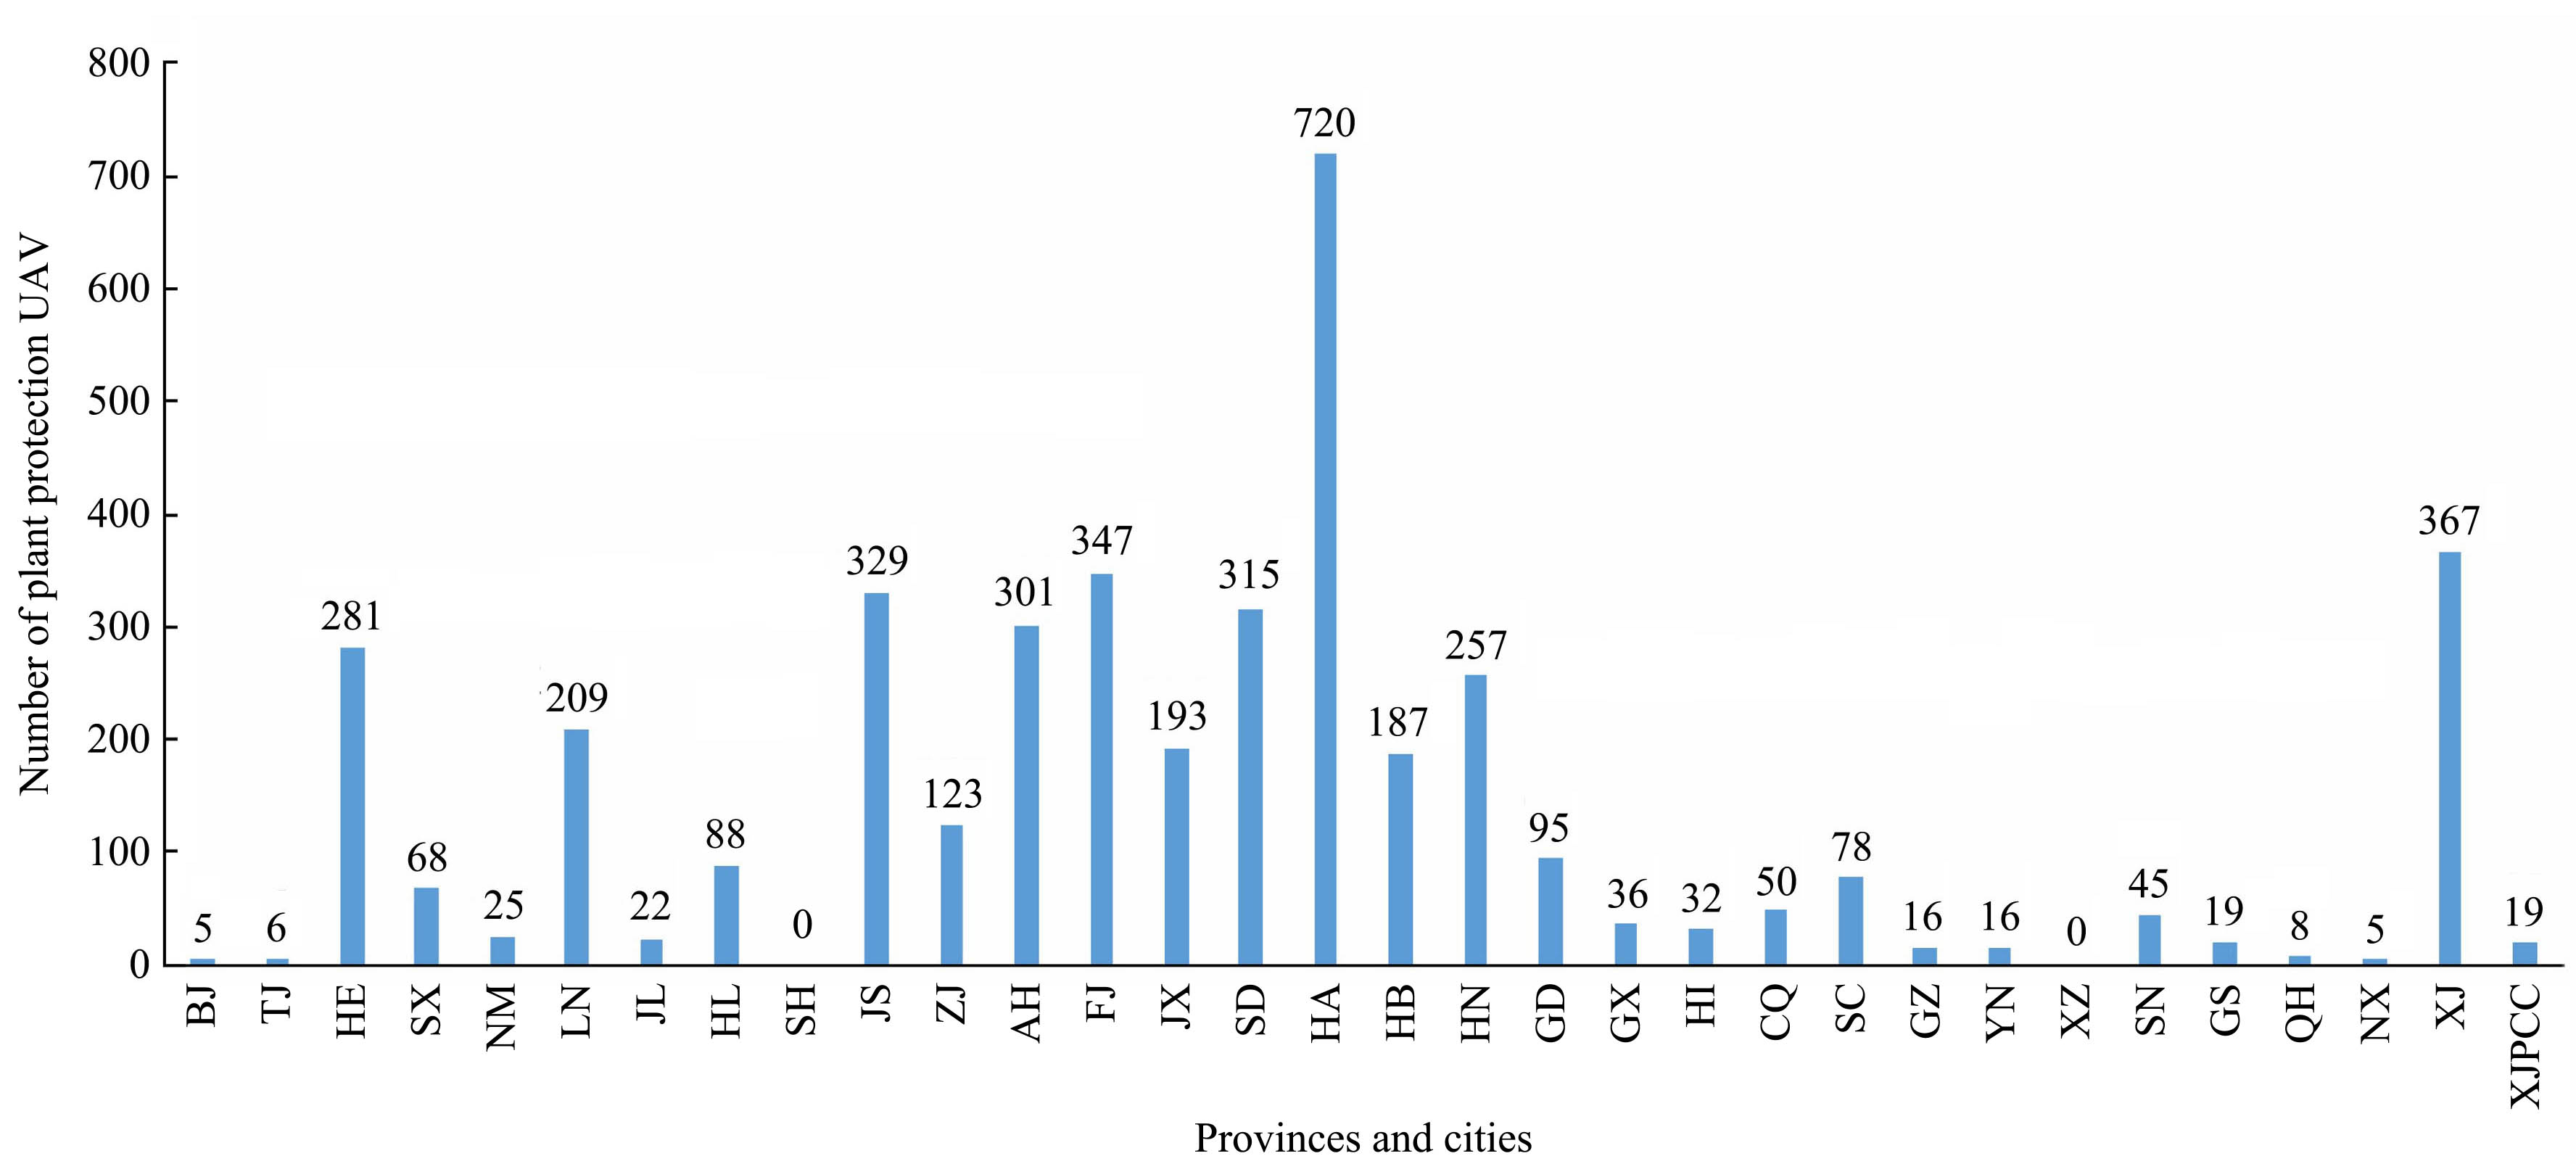 Number of plant protection UAV
800
700
600
500
400
300
200
100
0
5
6
281
68
25
209
22
88
0
329
123
301
347
193
315
720
187
257
95
36
32
50
78
16
16
0
45
19
8
5
367
19
BJ
TJ
HE
SX
NM
LN
JL
HL
SH
JS
ZJ
AH
FJ
JX
SD
HA
HB
HN
GD
GX
HI
CQ
SC
GZ
YN
XZ
SN
GS
QH
NX
XJ
XJPCC
Provinces and cities